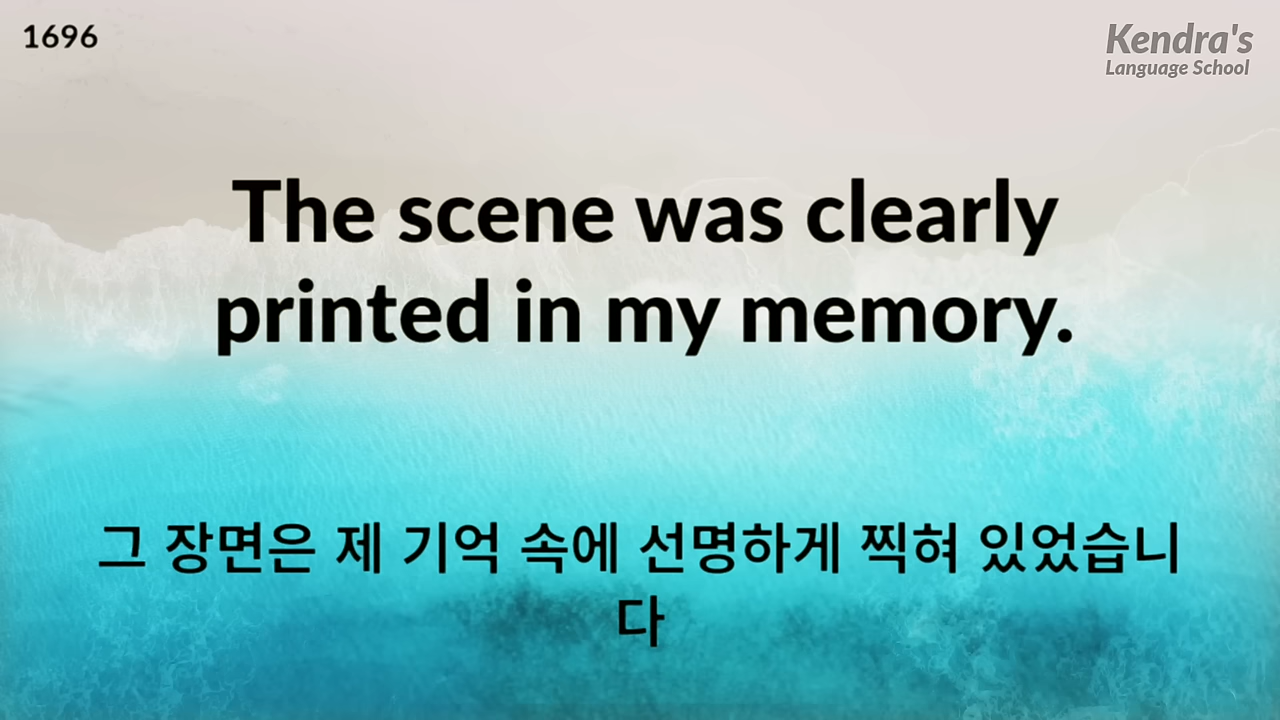 1696
Kendra's
Language School
The scene was clearly
printed in my memory.
그 장면은 제 기억 속에 선명하게 찍혀 있었습니
다